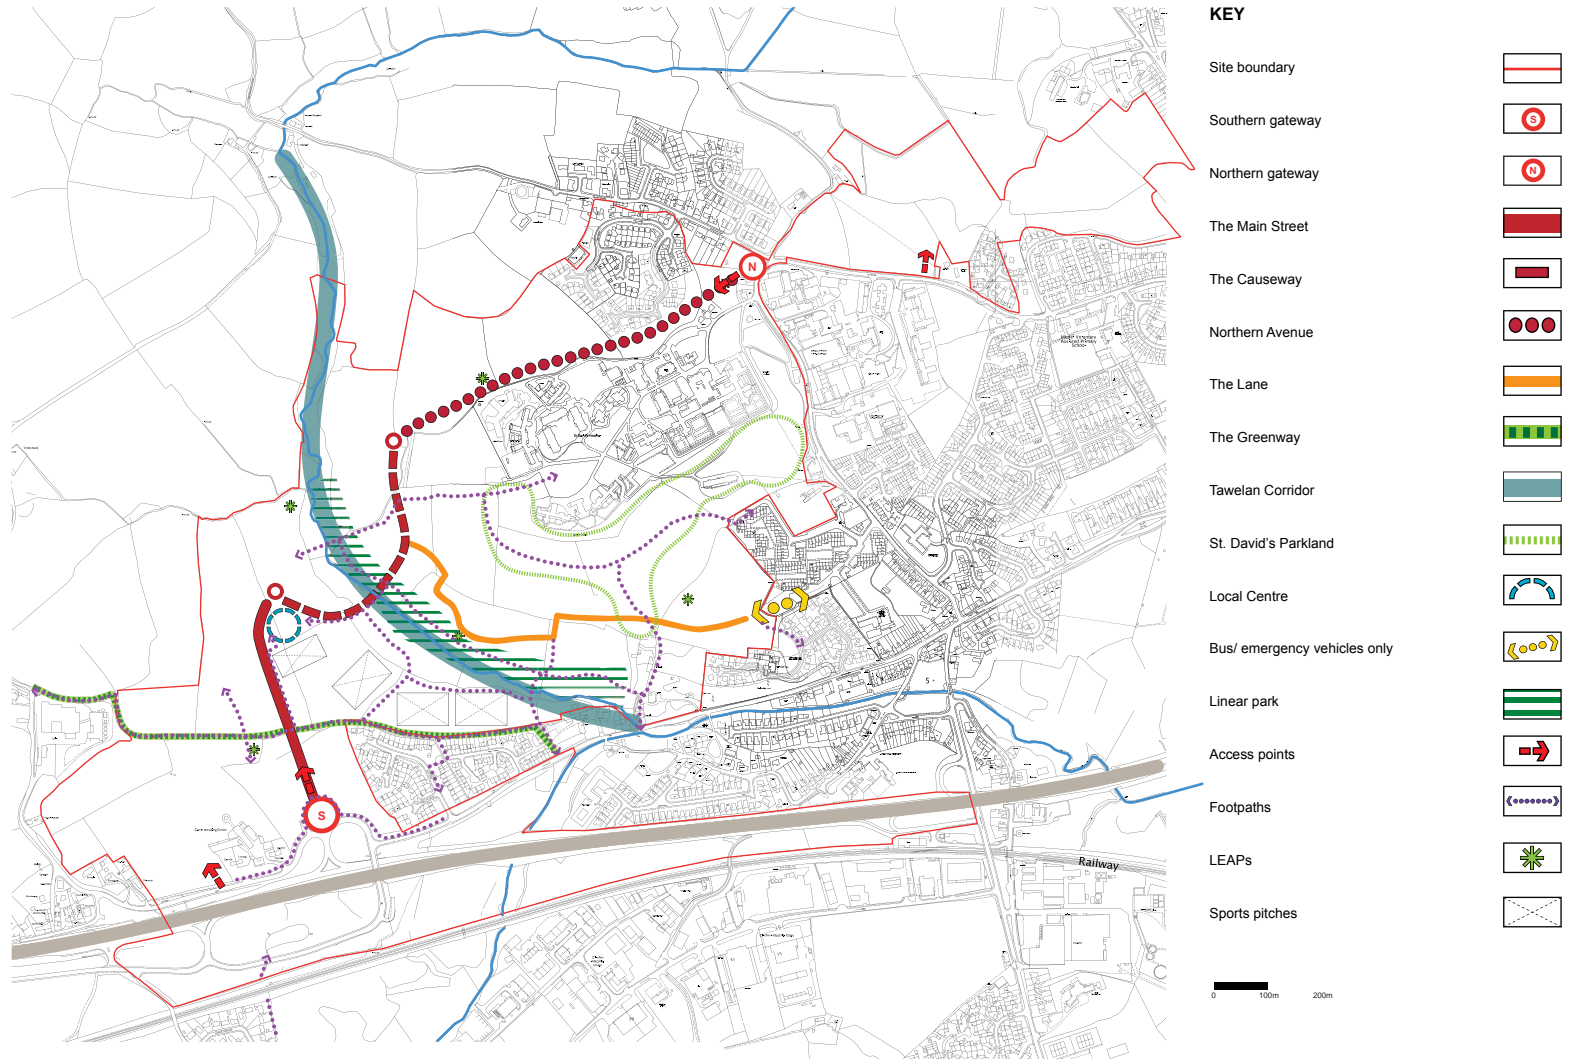 KEY
Site boundary
Southern gateway
S
Northern gateway
N
The Main Street
The Causeway
Northern Avenue
The Lane
The Greenway
Tawelan Corridor
St. David's Parkland
Local Centre
Bus/ emergency vehicles only
Linear park
Access points
Footpaths
LEAPs
Sports pitches
0 100m 200m
N
S
Railway